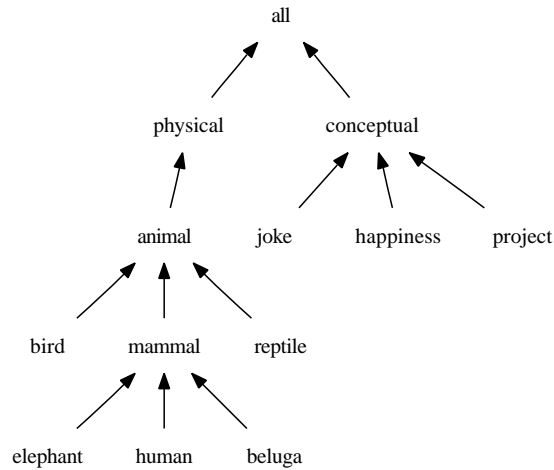 all
physical conceptual
animal joke happiness project
bird mammal reptile
elephant human beluga